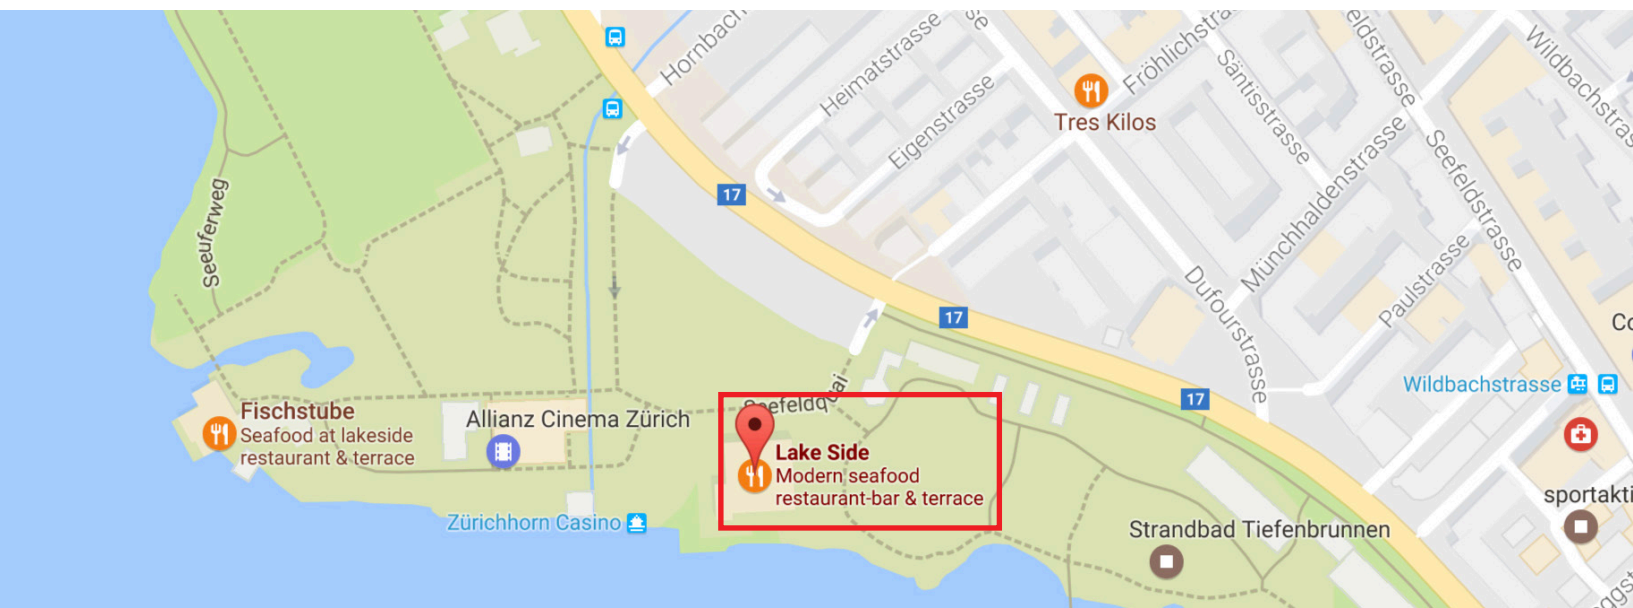 Hornbach
Heimatstrasse
Eigenstrasse
Fröhlichstra
Säntisstrasse
eldstrasse
Wildbachstras
Tres Kilos
Seefeldstrasse
Münchhaldenstrasse
Paulstrasse
Dufourstrasse
Seeuferweg
17
17
17
Wildbachstrasse
Seefeldquai
Fischstube
Seafood at lakeside
restaurant & terrace
Allianz Cinema Zürich
Lake Side
Modern seafood
restaurant-bar & terrace
Zürichhorn Casino
Strandbad Tiefenbrunnen
sportakti